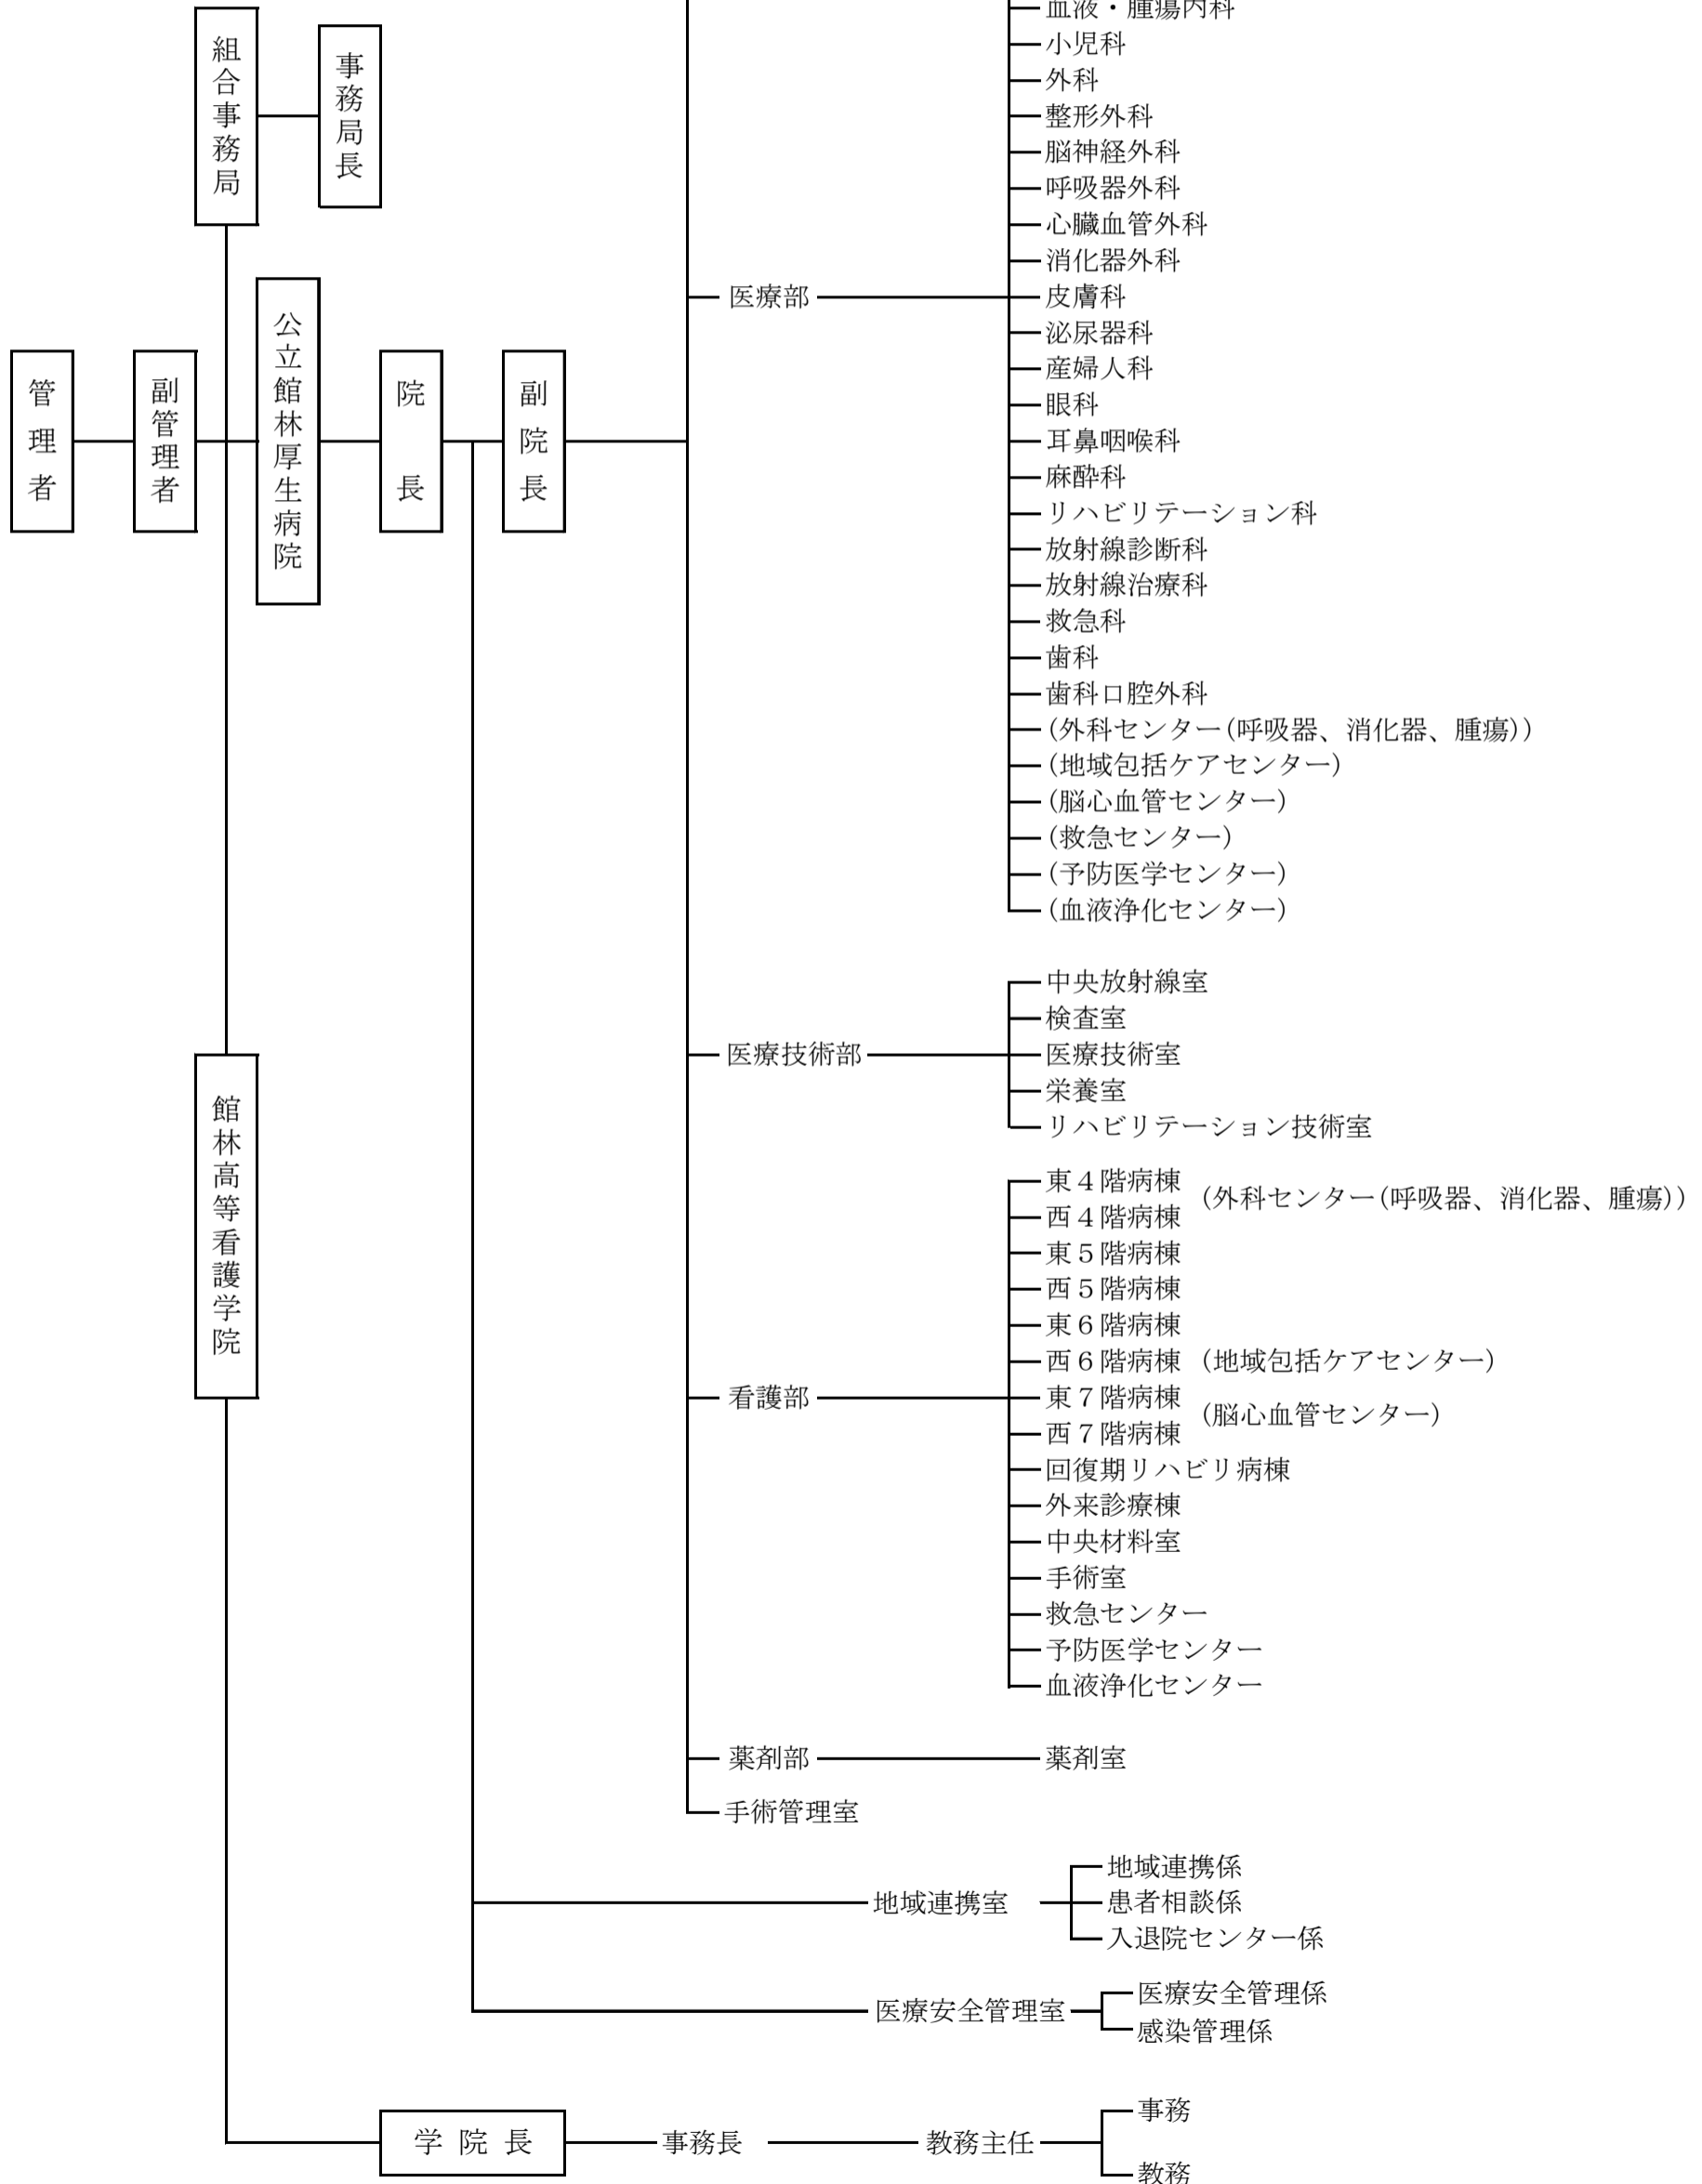 組合事務局
事務局長
管理者
副管理者
公立館林厚生病院
院長
副院長
医療部
血液・腫瘍内科
小児科
外科
整形外科
脳神経外科
呼吸器外科
心臓血管外科
消化器外科
皮膚科
泌尿器科
産婦人科
眼科
耳鼻咽喉科
麻酔科
リハビリテーション科
放射線診断科
放射線治療科
救急科
歯科
歯科口腔外科
(外科センター(呼吸器、消化器、腫瘍))
(地域包括ケアセンター)
(脳心血管センター)
(救急センター)
(予防医学センター)
(血液浄化センター)
医療技術部
中央放射線室
検査室
医療技術室
栄養室
リハビリテーション技術室
看護部
東4階病棟
西4階病棟
(外科センター(呼吸器、消化器、腫瘍))
東5階病棟
西5階病棟
東6階病棟
西6階病棟 (地域包括ケアセンター)
東7階病棟
西7階病棟
(脳心血管センター)
回復期リハビリ病棟
外来診療棟
中央材料室
手術室
救急センター
予防医学センター
血液浄化センター
薬剤部
薬剤室
手術管理室
地域連携室
地域連携係
患者相談係
入退院センター係
医療安全管理室
医療安全管理係
感染管理係
館林高等看護学院
学院長
事務長
教務主任
事務
教務